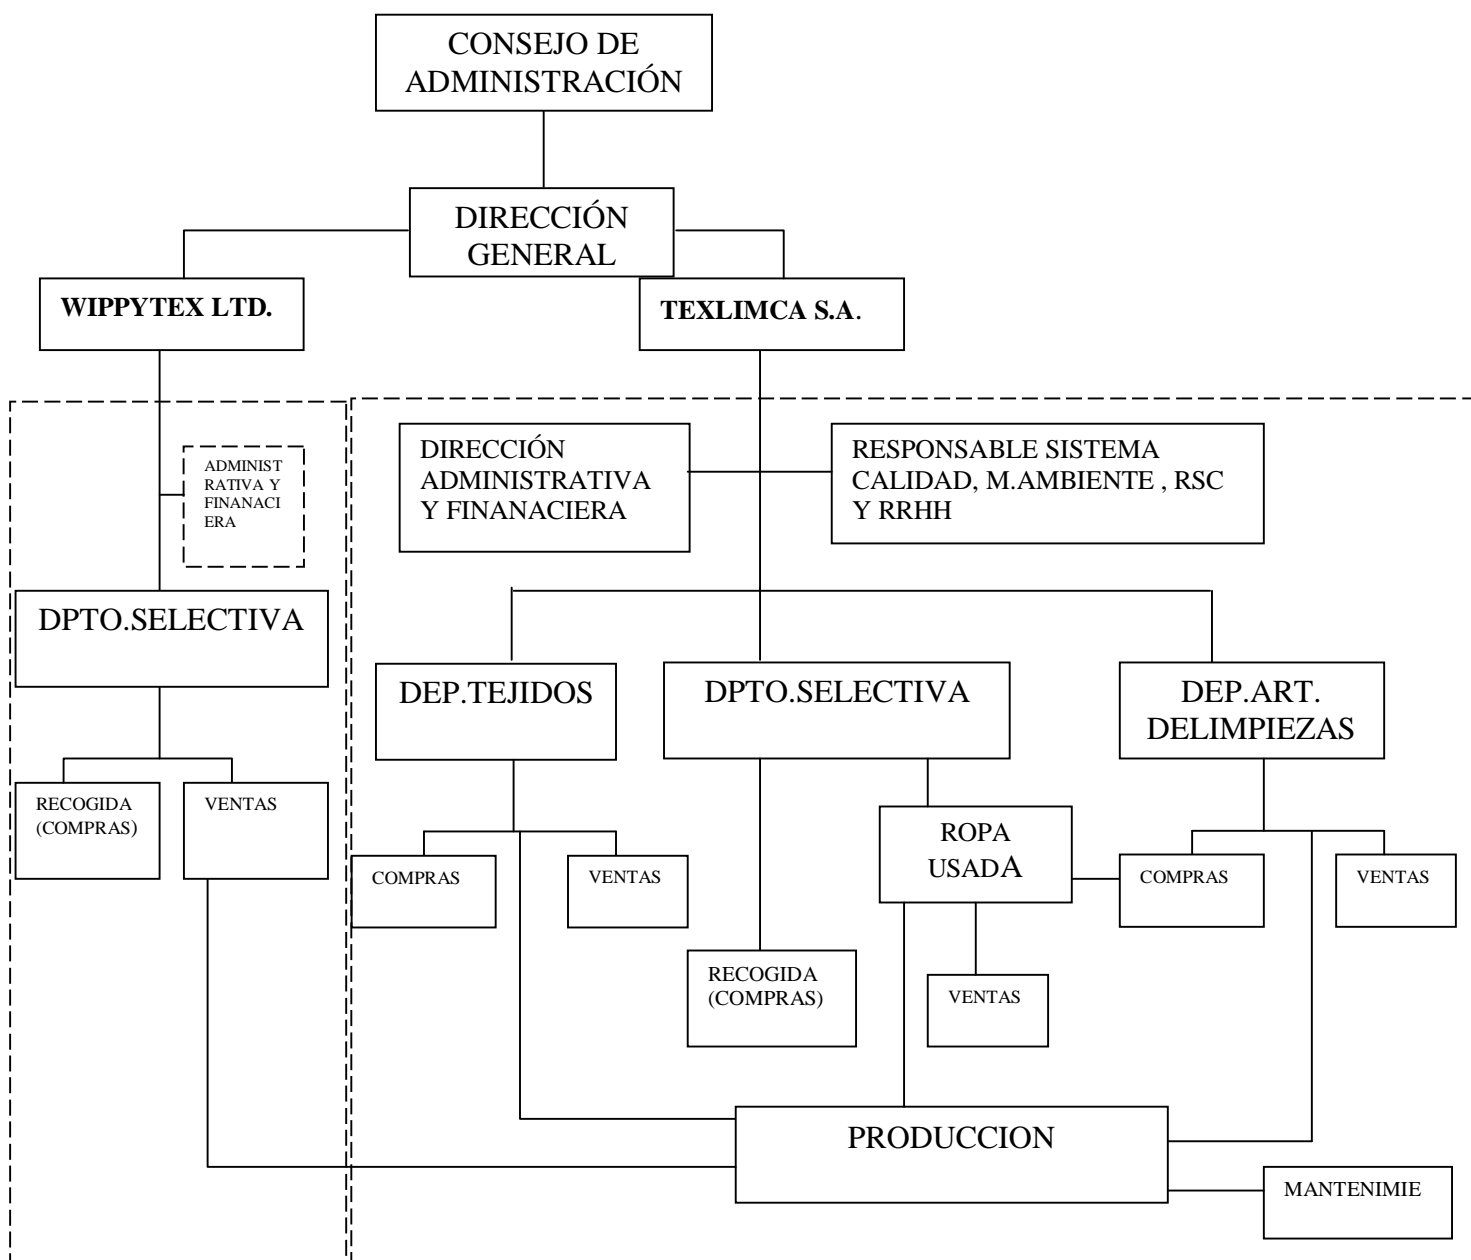 CONSEJO DE
ADMINISTRACIÓN
DIRECCIÓN
GENERAL
WIPPYTEX LTD.
TEXLIMCA S.A.
DIRECCIÓN
ADMINISTRATIVA
Y FINANACIERA
RESPONSABLE SISTEMA
CALIDAD, M.AMBIENTE , RSC
Y RRHH
ADMINIST
RATIVA Y
FINANACI
ERA
DPTO.SELECTIVA
DEP.TEJIDOS
DPTO.SELECTIVA
DEP.ART.
DELIMPIEZAS
RECOGIDA
(COMPRAS)
VENTAS
COMPRAS
VENTAS
ROPA
USADA
COMPRAS
VENTAS
RECOGIDA
(COMPRAS)
VENTAS
PRODUCCION
MANTENIMIE